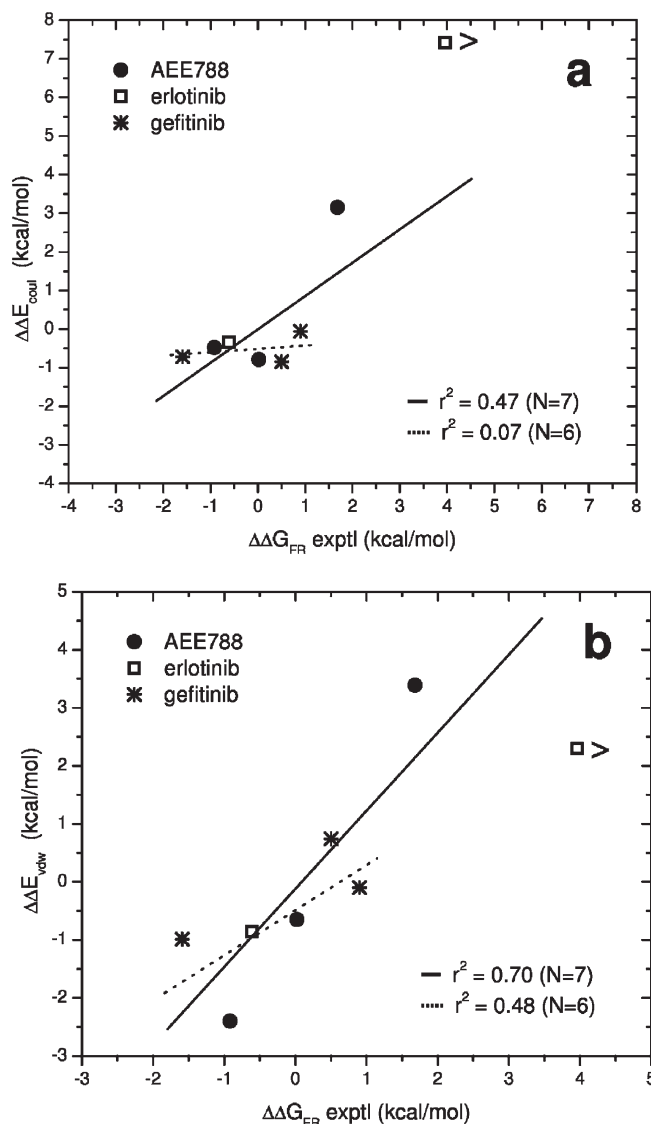 8
7
6
5
4
3
2
1
0
-1
-2
-3
-4
ΔΔE_coul (kcal/mol)
AEE788
erlotinib
gefitinib
>
a
r² = 0.47 (N=7)
r² = 0.07 (N=6)
-4 -3 -2 -1 0 1 2 3 4 5 6 7 8
ΔΔG_FR exptl (kcal/mol)
5
4
3
2
1
0
-1
-2
-3
ΔΔE_vdw (kcal/mol)
AEE788
erlotinib
gefitinib
b
>
r² = 0.70 (N=7)
r² = 0.48 (N=6)
-3 -2 -1 0 1 2 3 4 5
ΔΔG_FR exptl (kcal/mol)